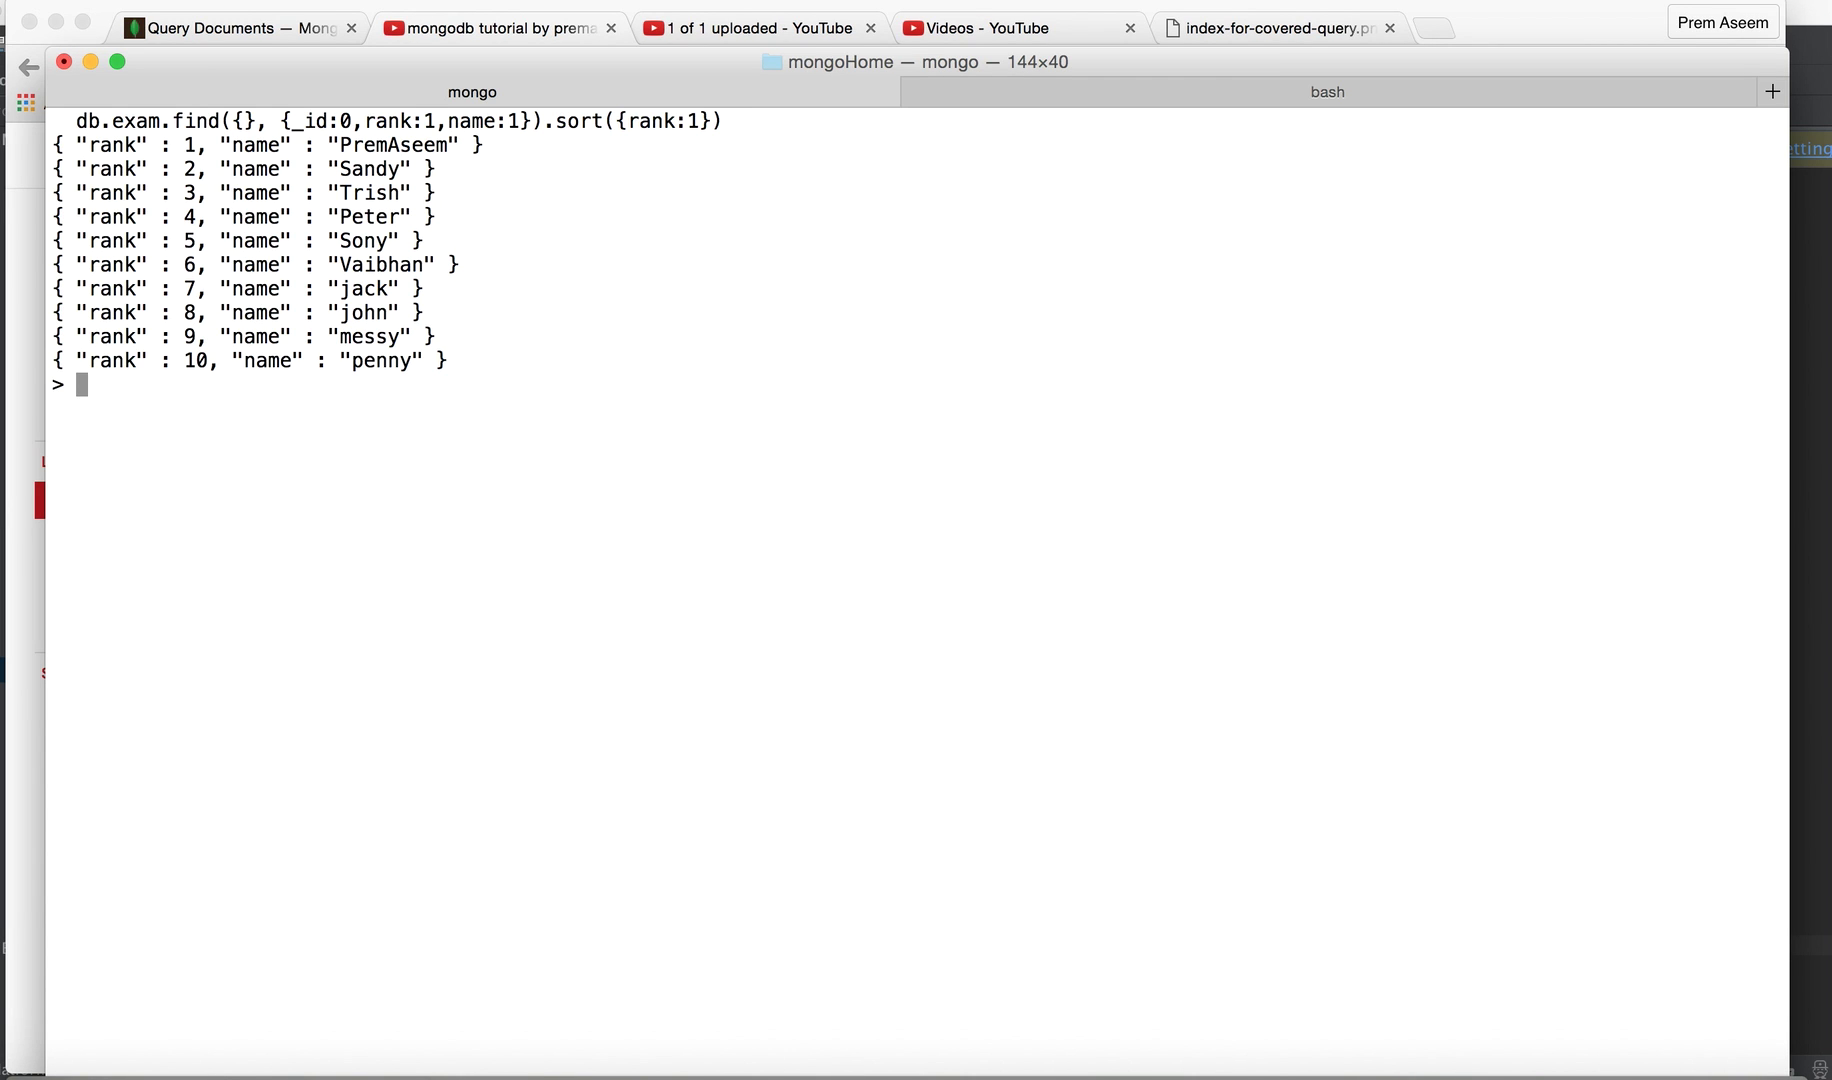 Query Documents — Mong
mongodb tutorial by prema
1 of 1 uploaded - YouTube
Videos - YouTube
index-for-covered-query.pn
Prem Aseem
mongoHome — mongo — 144×40
mongo
bash
db.exam.find({}, {_id:0,rank:1,name:1}).sort({rank:1})
{ "rank" : 1, "name" : "PremAseem" }
{ "rank" : 2, "name" : "Sandy" }
{ "rank" : 3, "name" : "Trish" }
{ "rank" : 4, "name" : "Peter" }
{ "rank" : 5, "name" : "Sony" }
{ "rank" : 6, "name" : "Vaibhan" }
{ "rank" : 7, "name" : "jack" }
{ "rank" : 8, "name" : "john" }
{ "rank" : 9, "name" : "messy" }
{ "rank" : 10, "name" : "penny" }
>